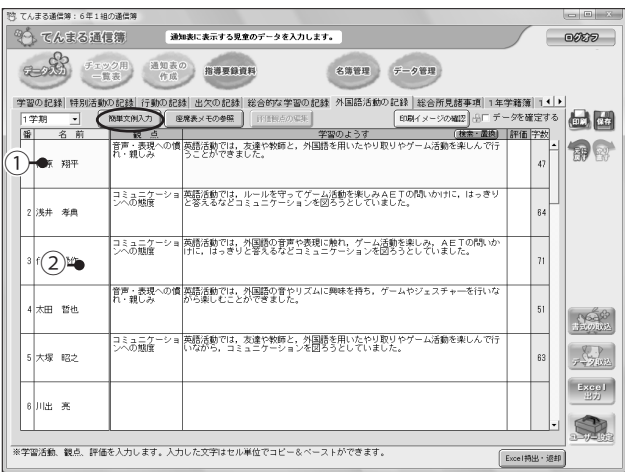 てんまる通信簿：6年1組の通信簿
てんまる通信簿
通知表に表示する児童のデータを入力します。
ログオフ
データ入力
チェック用一覧表
通知表の作成
指導要録資料
名簿管理
データ管理
学習の記録 特別活動の記録 行動の記録 出欠の記録 総合的な学習の記録 外国語活動の記録 総合所見諸事項 1年学籍簿
1学期 簡単文例入力 座席表メモの参照 印刷イメージの確認 データを確定する
印刷 保存
番 名前 観点 学習のようす 検索・置換 評価 字数
①
翔平 音声・表現への慣れ・親しみ 英語活動では、友達や教師と、外国語を用いたやり取りやゲーム活動を楽しんで行うことができました。 47
2 浅井 孝典 コミュニケーションへの態度 英語活動では、ルールを守ってゲーム活動を楽しみAETの問いかけに、はっきりと答えるなどコミュニケーションを図ろうとしていました。 64
②
3 コミュニケーションへの態度 英語活動では、外国語の音声や表現に触れ、ゲーム活動を楽しみ、AETの問いかけに、はっきりと答えるなどコミュニケーションを図ろうとしていました。 71
4 太田 哲也 音声・表現への慣れ・親しみ 英語活動では、外国語の音やリズムに興味を持ち、ゲームやジェスチャーを行いながら楽しむことができました。 51
5 大塚 昭之 コミュニケーションへの態度 英語活動では、友達や教師と、外国語を用いたやり取りやゲーム活動を楽しんで行いながら、コミュニケーションを図ろうとしていました。 63
6 川出 亮
書式の取込
データ取込
Excel出力
ユーザー設定
※学習活動、観点、評価を入力します。入力した文字はセル単位でコピー＆ペーストができます。
Excel持出・返却